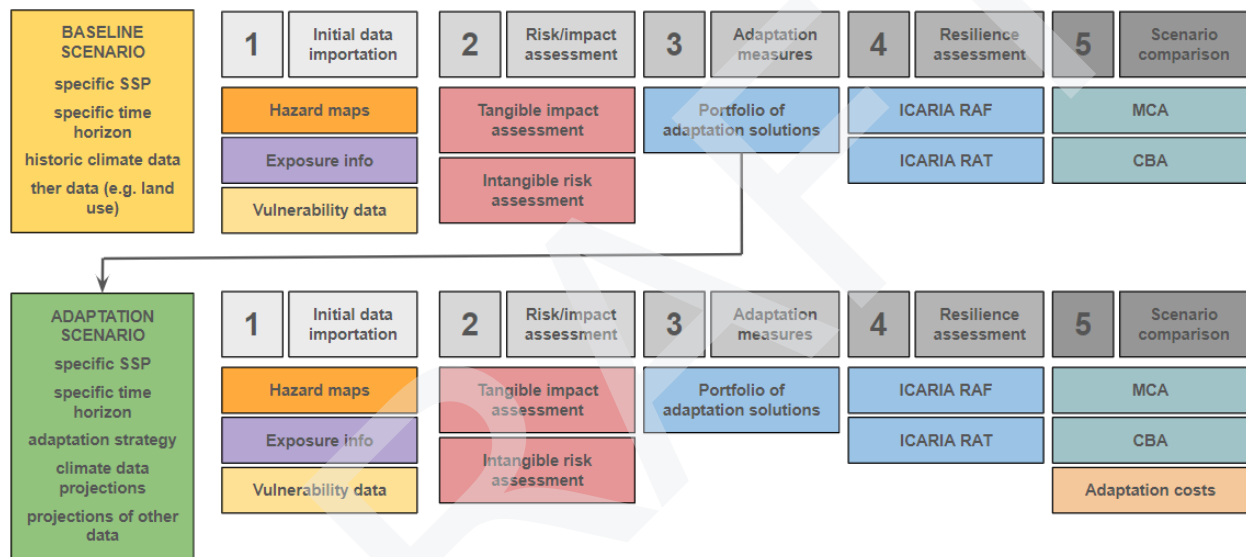 BASELINE
SCENARIO
specific SSP
specific time
horizon
historic climate data
ther data (e.g. land
use)
1
Initial data
importation
Hazard maps
Exposure info
Vulnerability data
2
Risk/impact
assessment
Tangible impact
assessment
Intangible risk
assessment
3
Adaptation
measures
Portfolio of
adaptation solutions
4
Resilience
assessment
ICARIA RAF
ICARIA RAT
5
Scenario
comparison
MCA
CBA
ADAPTATION
SCENARIO
specific SSP
specific time
horizon
adaptation strategy
climate data
projections
projections of other
data
1
Initial data
importation
Hazard maps
Exposure info
Vulnerability data
2
Risk/impact
assessment
Tangible impact
assessment
Intangible risk
assessment
3
Adaptation
measures
Portfolio of
adaptation solutions
4
Resilience
assessment
ICARIA RAF
ICARIA RAT
5
Scenario
comparison
MCA
CBA
Adaptation costs